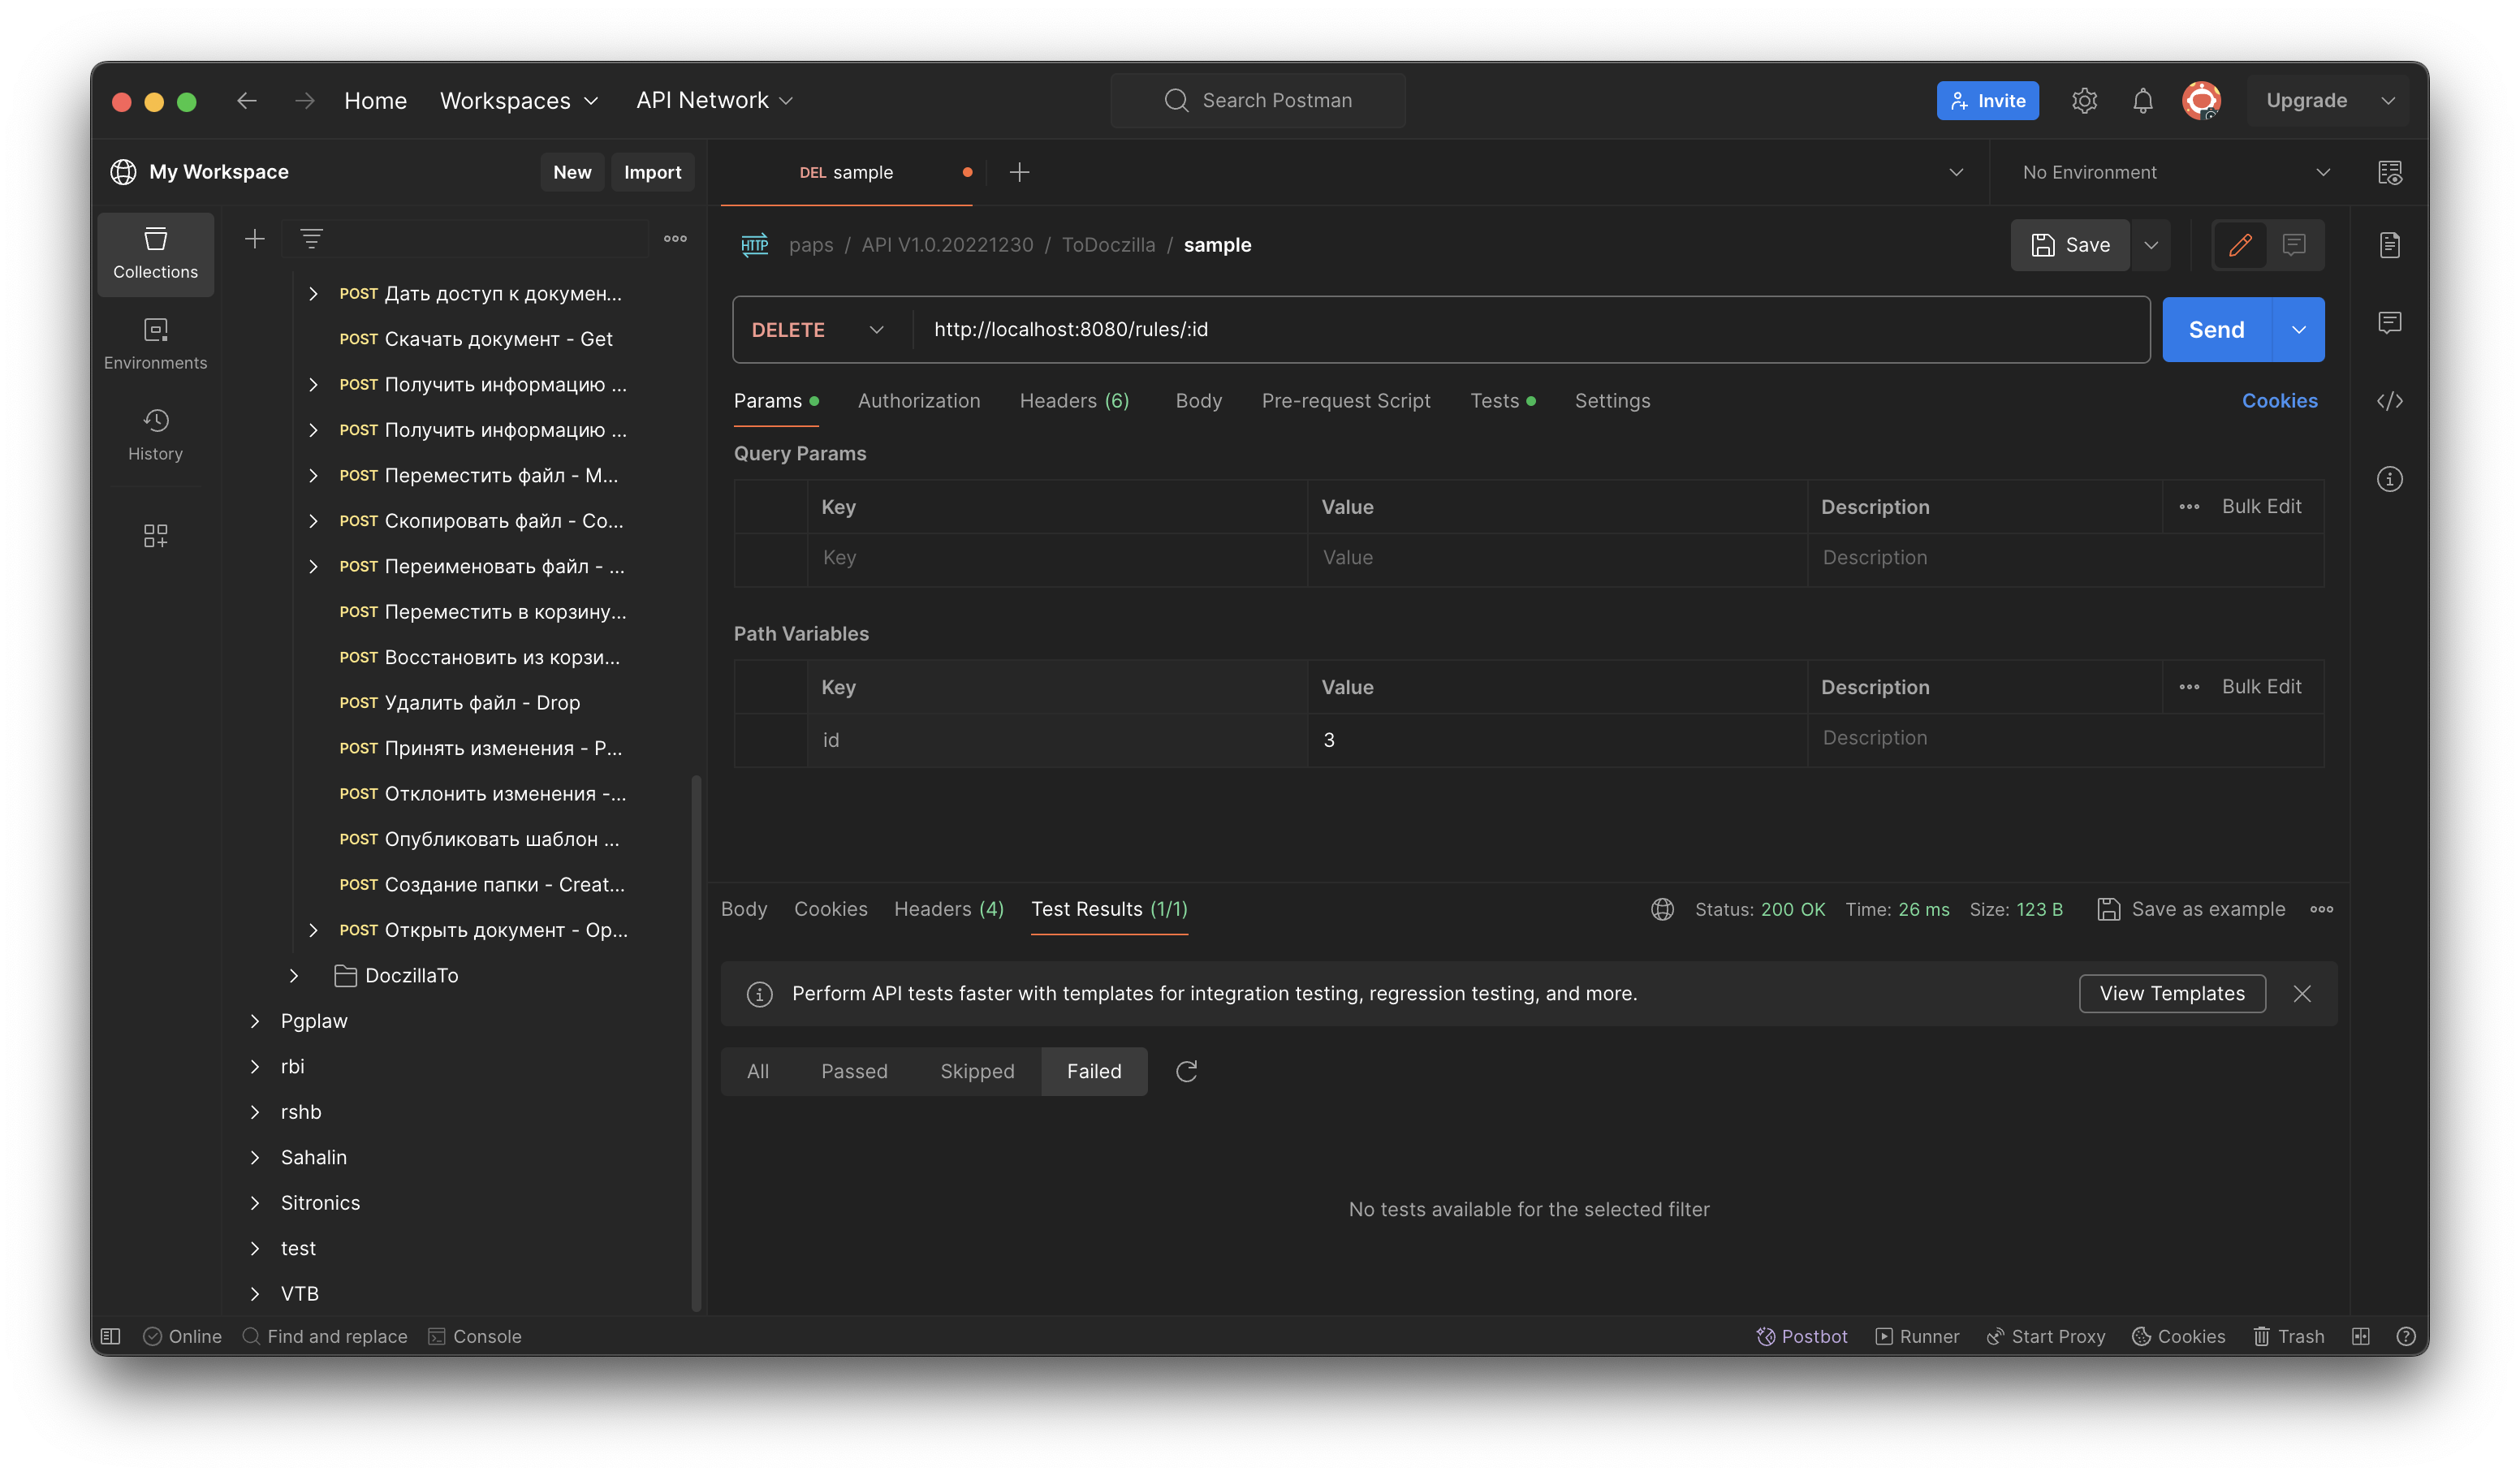 Home Workspaces API Network Search Postman Invite Upgrade
My Workspace New Import DEL sample No Environment
Collections
Environments
History
POST Дать доступ к докумен...
POST Скачать документ - Get
POST Получить информацию ...
POST Получить информацию ...
POST Переместить файл - M...
POST Скопировать файл - Co...
POST Переименовать файл - ...
POST Переместить в корзину...
POST Восстановить из корзи...
POST Удалить файл - Drop
POST Принять изменения - P...
POST Отклонить изменения -...
POST Опубликовать шаблон ...
POST Создание папки - Creat...
POST Открыть документ - Op...
DoczillaTo
Pgplaw
rbi
rshb
Sahalin
Sitronics
test
VTB
HTTP paps / API V1.0.20221230 / ToDoczilla / sample Save
DELETE http://localhost:8080/rules/:id Send
Params Authorization Headers (6) Body Pre-request Script Tests Settings Cookies
Query Params
Key Value Description Bulk Edit
Key Value Description
Path Variables
Key Value Description Bulk Edit
id 3 Description
Body Cookies Headers (4) Test Results (1/1) Status: 200 OK Time: 26 ms Size: 123 B Save as example
Perform API tests faster with templates for integration testing, regression testing, and more. View Templates
All Passed Skipped Failed
No tests available for the selected filter
Online Find and replace Console Postbot Runner Start Proxy Cookies Trash